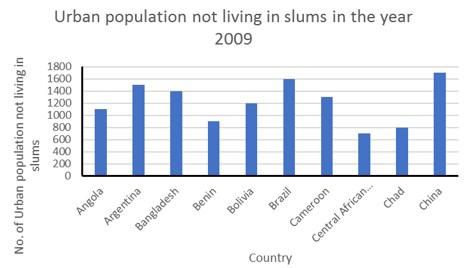 Urban population not living in slums in the year
2009
No. of Urban population not living in
slums
1800
1600
1400
1200
1000
800
600
400
200
0
Angola
Argentina
Bangladesh
Benin
Bolivia
Brazil
Cameroon
Central African...
Chad
China
Country